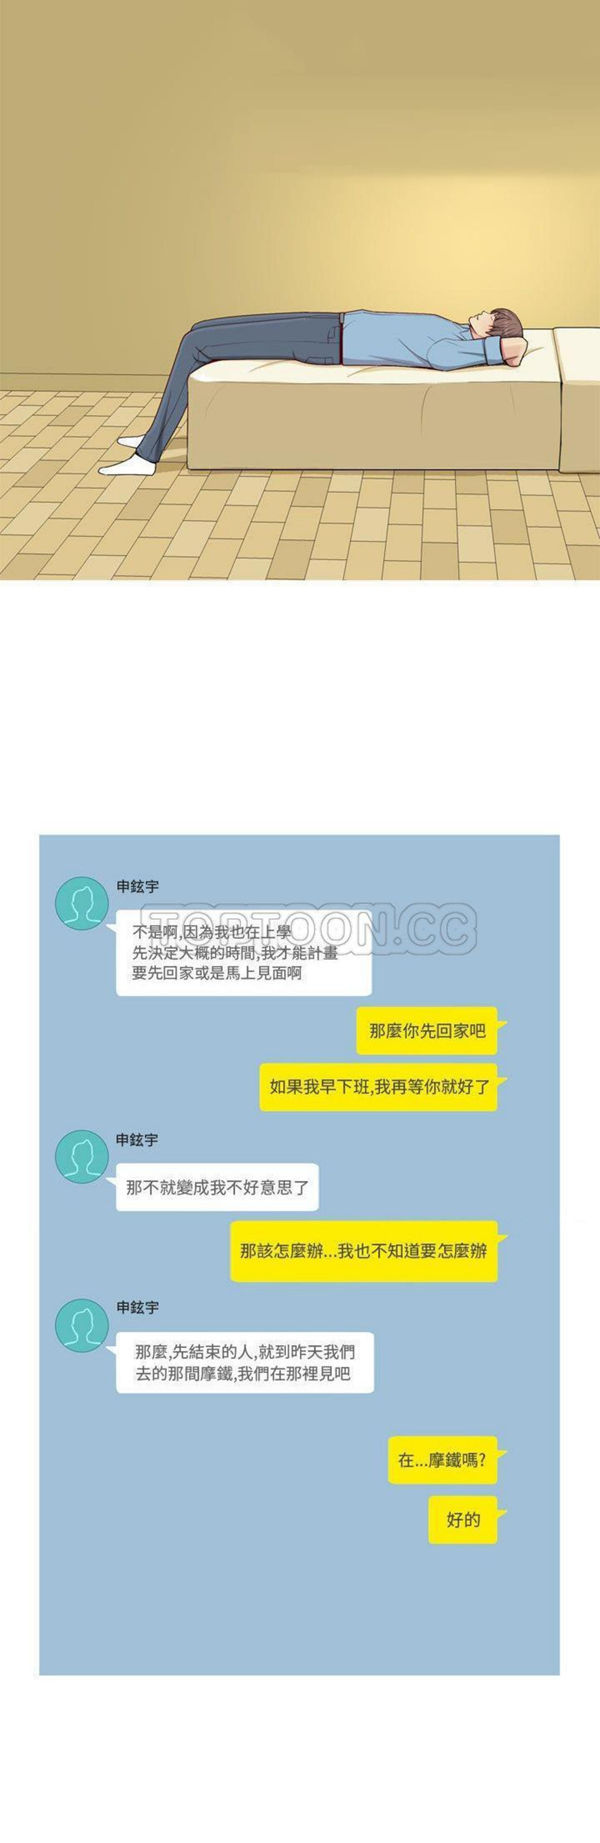 申鉉宇
TOPTOON.CC
不是啊,因為我也在上學
先決定大概的時間,我才能計畫
要先回家或是馬上見面啊
那麼你先回家吧
如果我早下班,我再等你就好了
申鉉宇
那不就變成我不好意思了
那該怎麼辦...我也不知道要怎麼辦
申鉉宇
那麼,先結束的人,就到昨天我們
去的那間摩鐵,我們在那裡見吧
在...摩鐵嗎?
好的